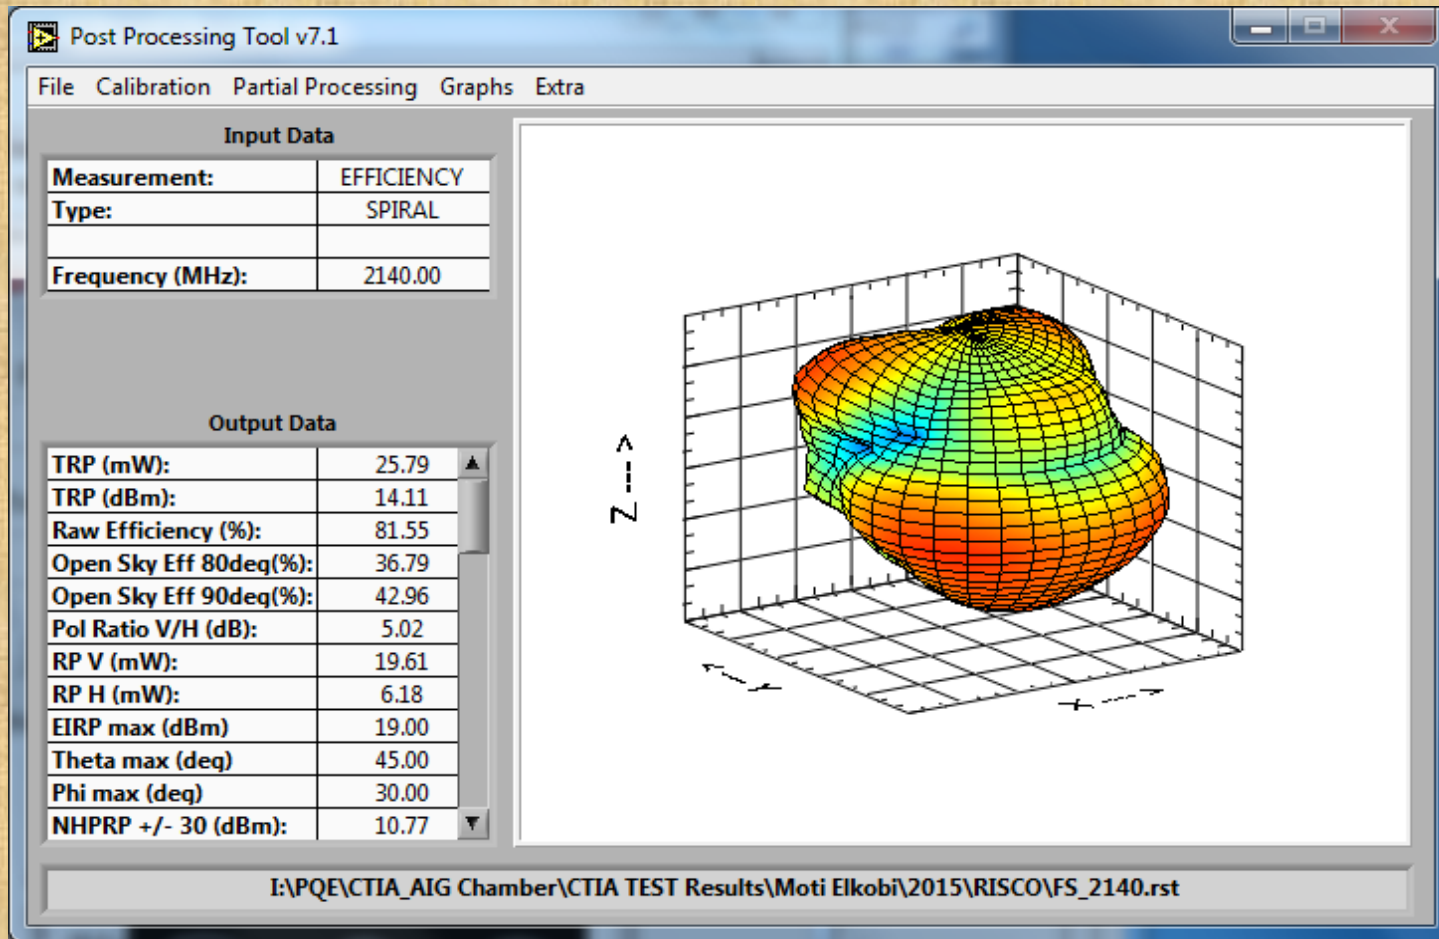 Post Processing Tool v7.1
File Calibration Partial Processing Graphs Extra
Input Data
Measurement: EFFICIENCY
Type: SPIRAL
Frequency (MHz): 2140.00
Output Data
TRP (mW): 25.79
TRP (dBm): 14.11
Raw Efficiency (%): 81.55
Open Sky Eff 80deg(%): 36.79
Open Sky Eff 90deg(%): 42.96
Pol Ratio V/H (dB): 5.02
RP V (mW): 19.61
RP H (mW): 6.18
EIRP max (dBm) 19.00
Theta max (deg) 45.00
Phi max (deg) 30.00
NHPRP +/- 30 (dBm): 10.77
Z --->
<--- Y
X --->
I:\PQE\CTIA_AIG Chamber\CTIA TEST Results\Moti Elkobi\2015\RISCO\FS_2140.rst